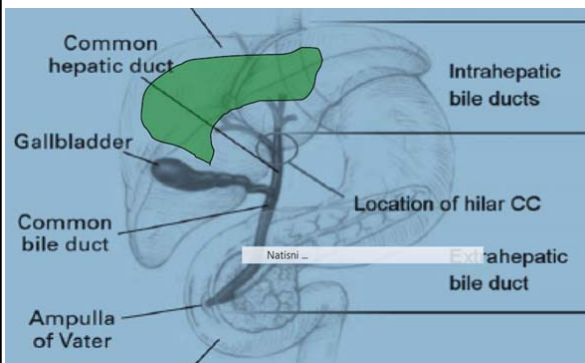 Common
hepatic duct
Gallbladder
Common
bile duct
Ampulla
of Vater
Intrahepatic
bile ducts
Location of hilar CC
Natisni ...
Extrahepatic
bile duct